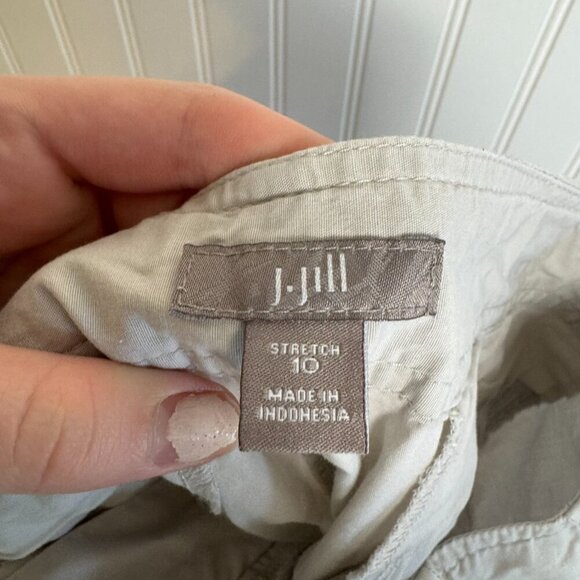 J.Jill
STRETCH
10
MADE IN
INDONESIA